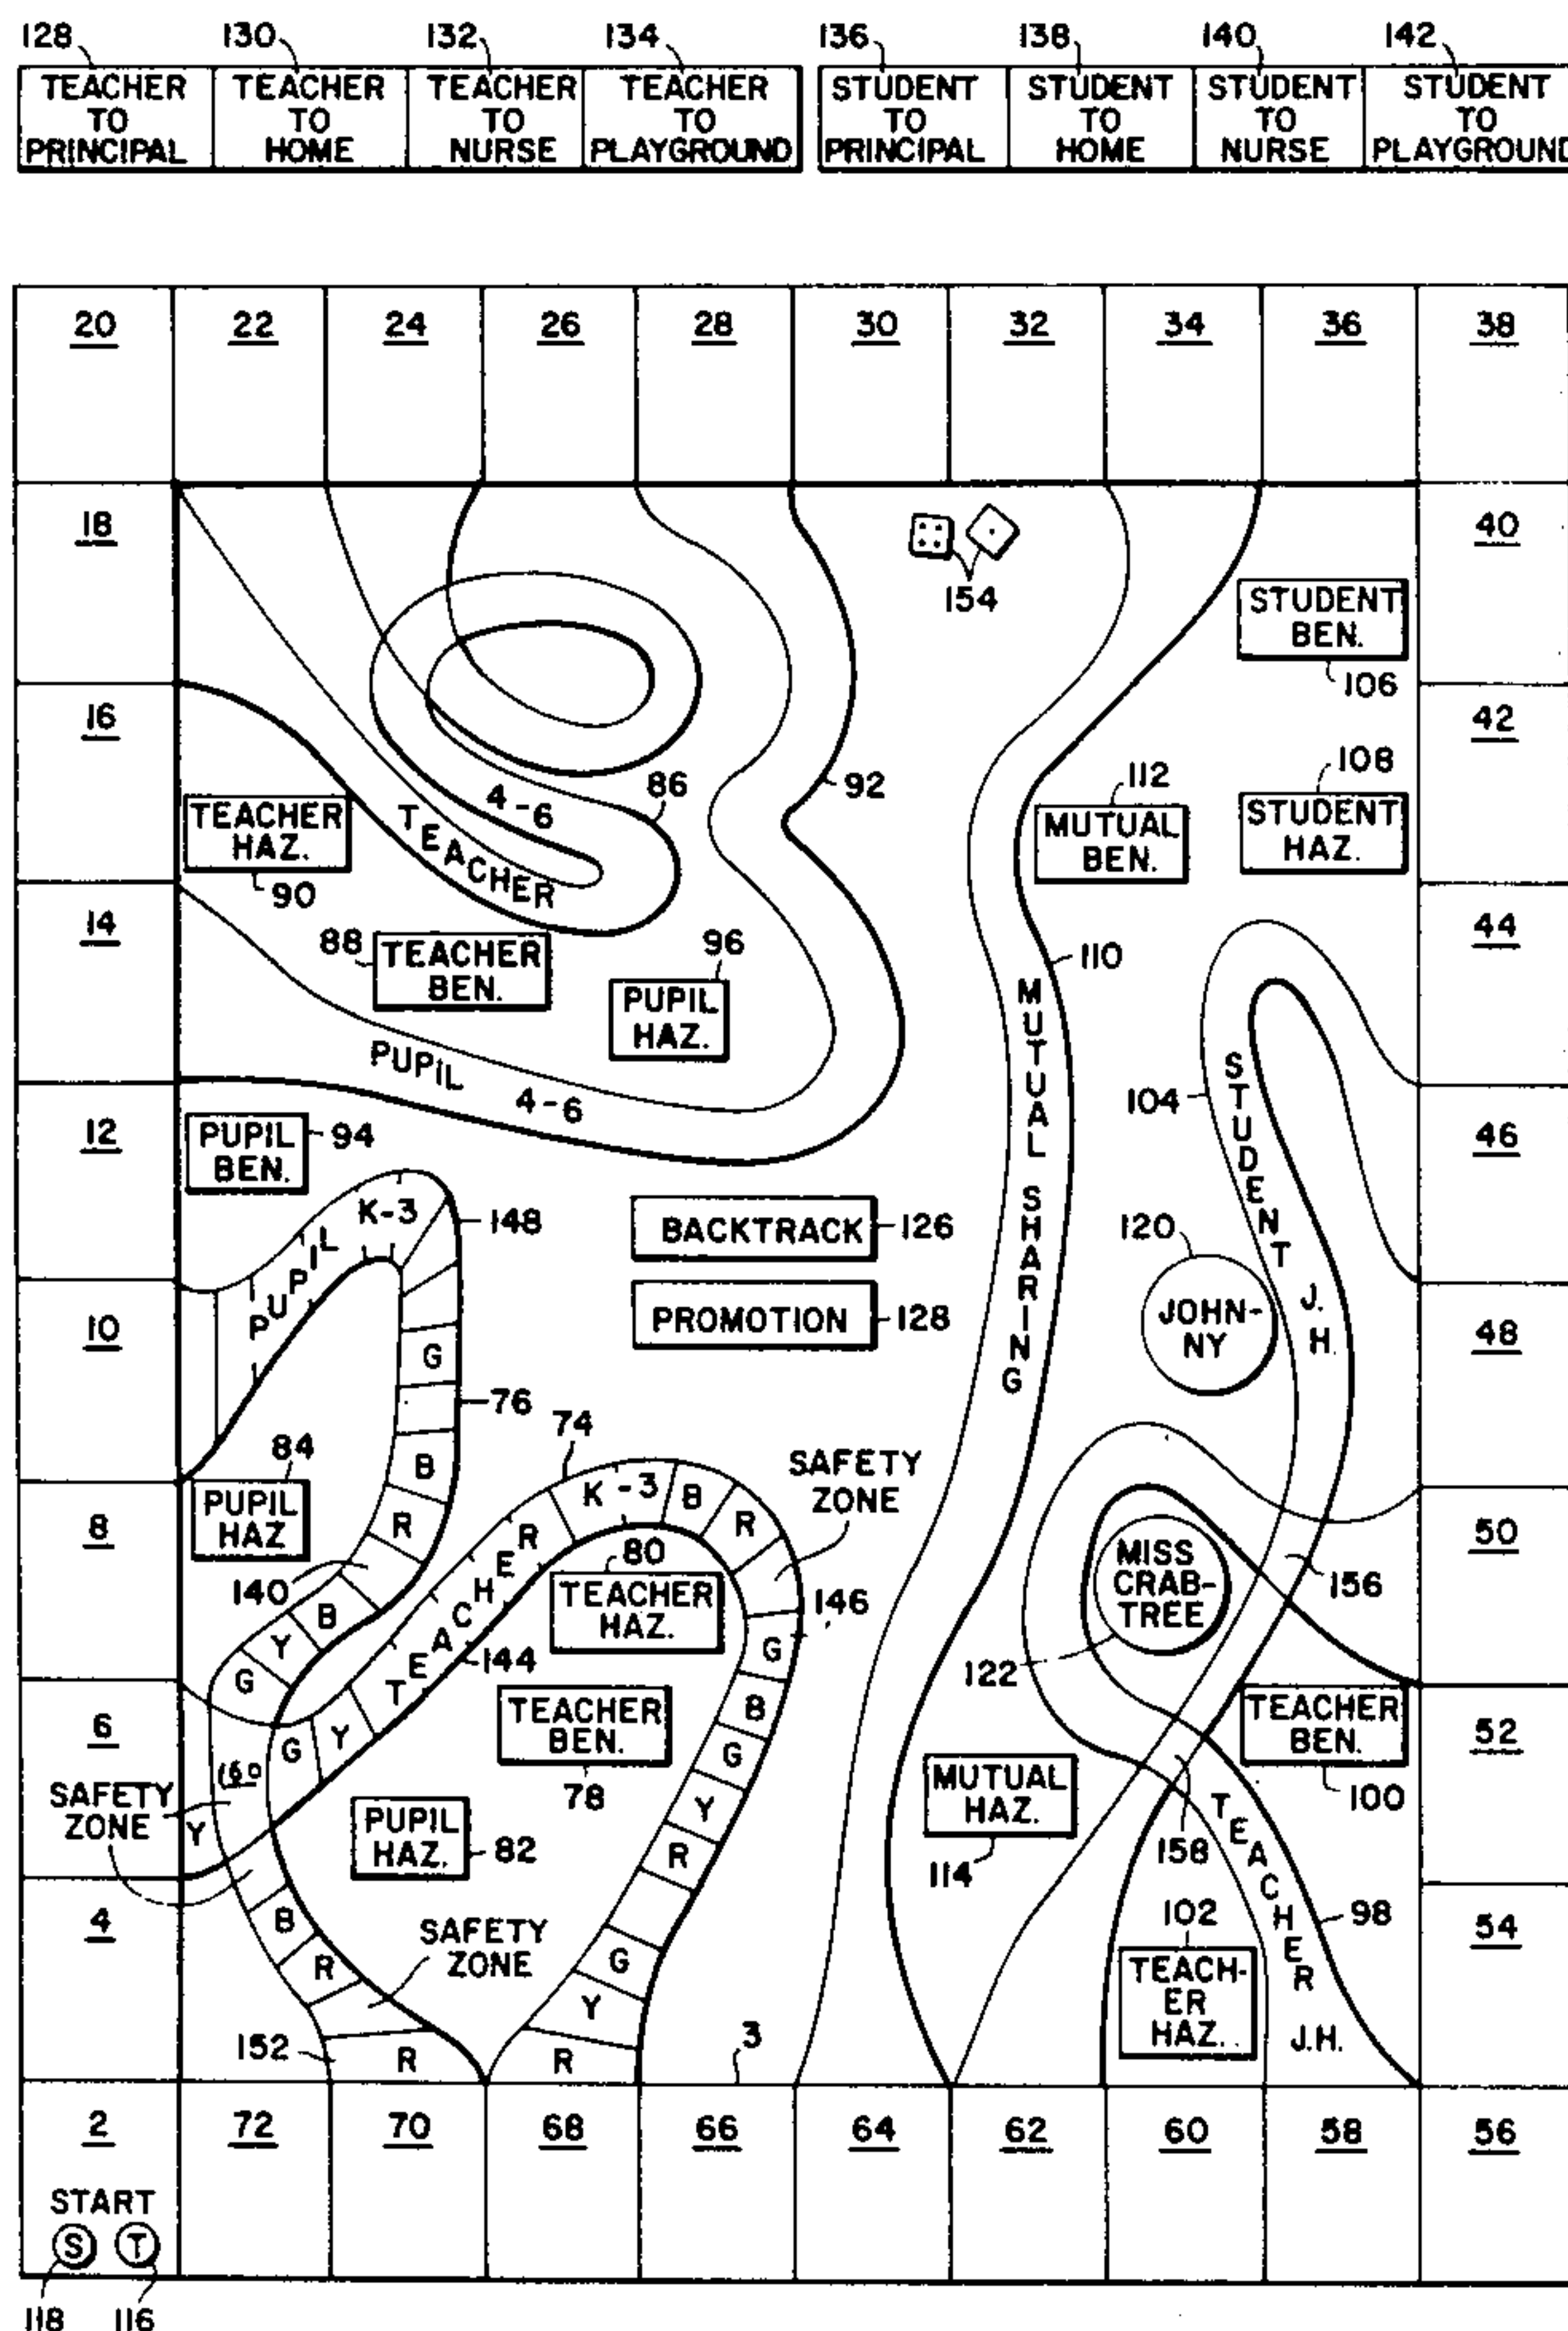 128 130 132 134 136 138 140 142
TEACHER TEACHER TEACHER TEACHER STUDENT STUDENT STUDENT STUDENT
TO TO TO TO TO TO TO TO
PRINCIPAL HOME NURSE PLAYGROUND PRINCIPAL HOME NURSE PLAYGROUND
20 22 24 26 28 30 32 34 36 38
18 40
154
STUDENT
BEN.
106
16 42
108
86 92 112
4-6
TEACHER
HAZ.
90
TEACHER
MUTUAL
BEN.
STUDENT
HAZ.
14 44
88
TEACHER
BEN.
96
PUPIL
HAZ.
110
MUTUAL SHARING
PUPIL
4-6
104
STUDENT J.H.
12 46
PUPIL
BEN.
94
K-3
148
PUPIL
BACKTRACK 126
120
JOHN-
NY
10 48
PROMOTION 128
G
76
B
R
84
PUPIL
HAZ
74
K-3
B
R
SAFETY
ZONE
8 50
TEACHER
80
TEACHER
HAZ.
146
MISS
CRAB-
TREE
156
140
B
Y
G
144
G
122
6 52
TEACHER
BEN.
78
B
G
Y
R
TEACHER
BEN.
100
Y
G
160
SAFETY
ZONE
Y
PUPIL
HAZ.
82
MUTUAL
HAZ.
114
158
TEACHER
J.H.
98
4 54
B
R
SAFETY
ZONE
G
Y
102
TEACH-
ER
HAZ.
152
R
R
3
2 72 70 68 66 64 62 60 58 56
START
S T
118 116